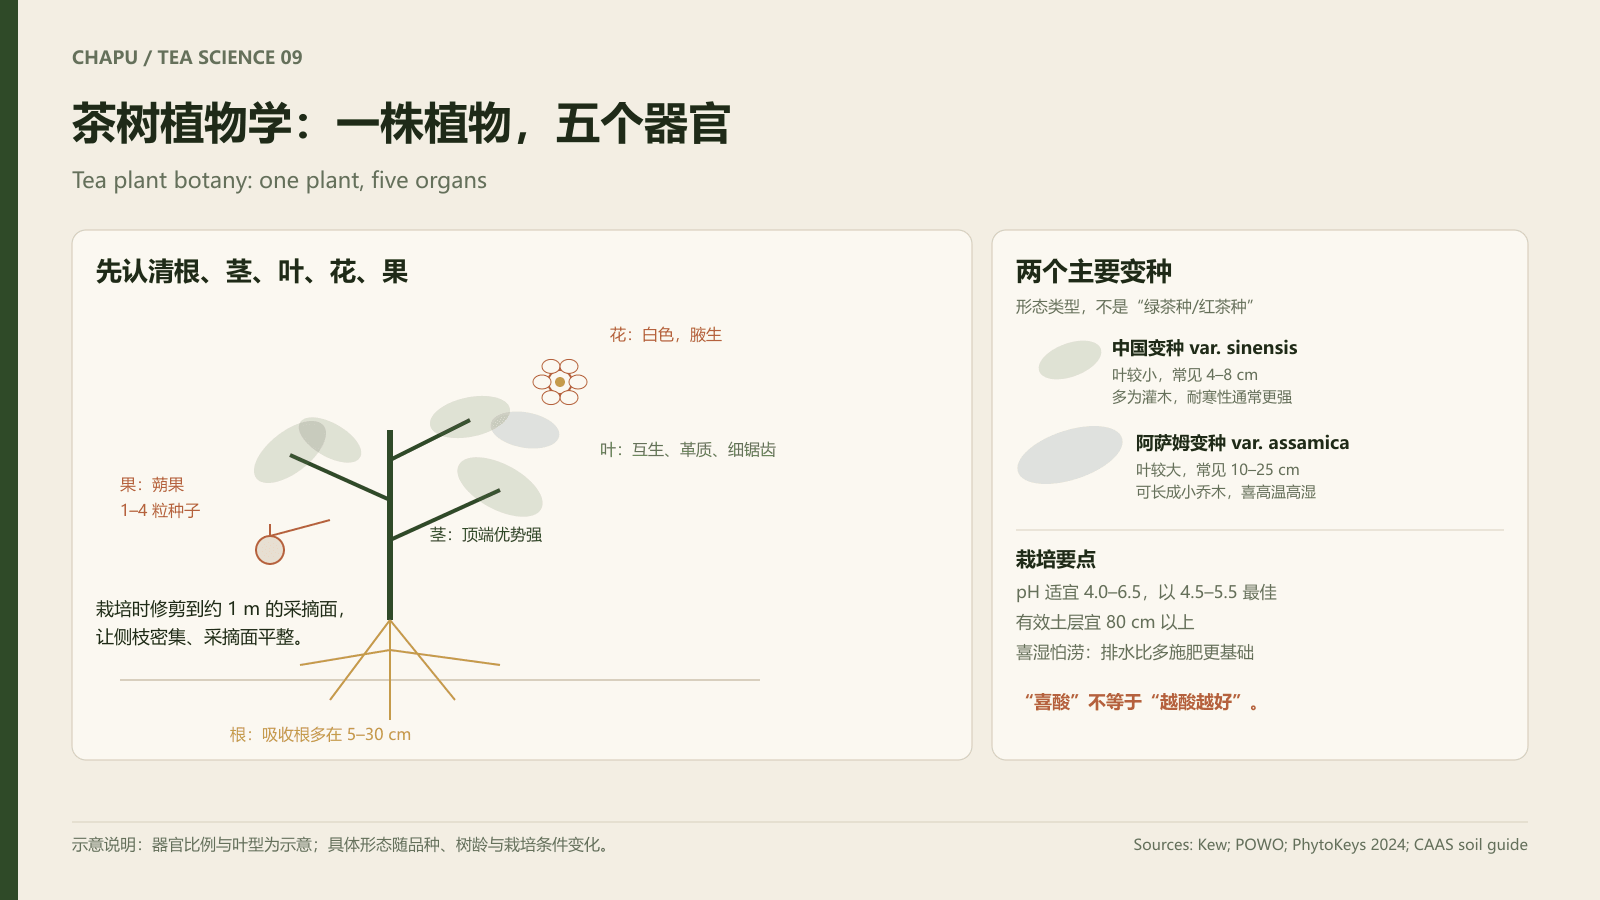 CHAPU / TEA SCIENCE 09
茶树植物学：一株植物，五个器官
Tea plant botany: one plant, five organs
先认清根、茎、叶、花、果
花：白色，腋生
叶：互生、革质、细锯齿
果：蒴果
1–4 粒种子
茎：顶端优势强
栽培时修剪到约 1 m 的采摘面，
让侧枝密集、采摘面平整。
根：吸收根多在 5–30 cm
两个主要变种
形态类型，不是“绿茶种/红茶种”
中国变种 var. sinensis
叶较小，常见 4–8 cm
多为灌木，耐寒性通常更强
阿萨姆变种 var. assamica
叶较大，常见 10–25 cm
可长成小乔木，喜高温高湿
栽培要点
pH 适宜 4.0–6.5，以 4.5–5.5 最佳
有效土层宜 80 cm 以上
喜湿怕涝：排水比多施肥更基础
“喜酸”不等于“越酸越好”。
示意说明：器官比例与叶型为示意；具体形态随品种、树龄与栽培条件变化。
Sources: Kew; POWO; PhytoKeys 2024; CAAS soil guide